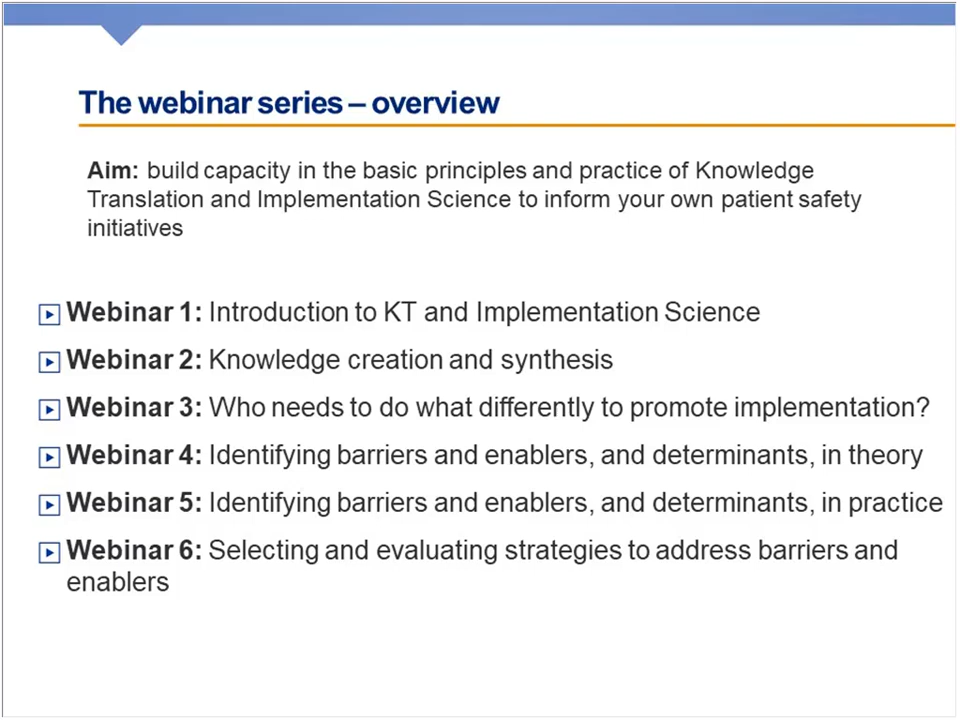 The webinar series – overview
Aim: build capacity in the basic principles and practice of Knowledge
Translation and Implementation Science to inform your own patient safety
initiatives
Webinar 1: Introduction to KT and Implementation Science
Webinar 2: Knowledge creation and synthesis
Webinar 3: Who needs to do what differently to promote implementation?
Webinar 4: Identifying barriers and enablers, and determinants, in theory
Webinar 5: Identifying barriers and enablers, and determinants, in practice
Webinar 6: Selecting and evaluating strategies to address barriers and
enablers